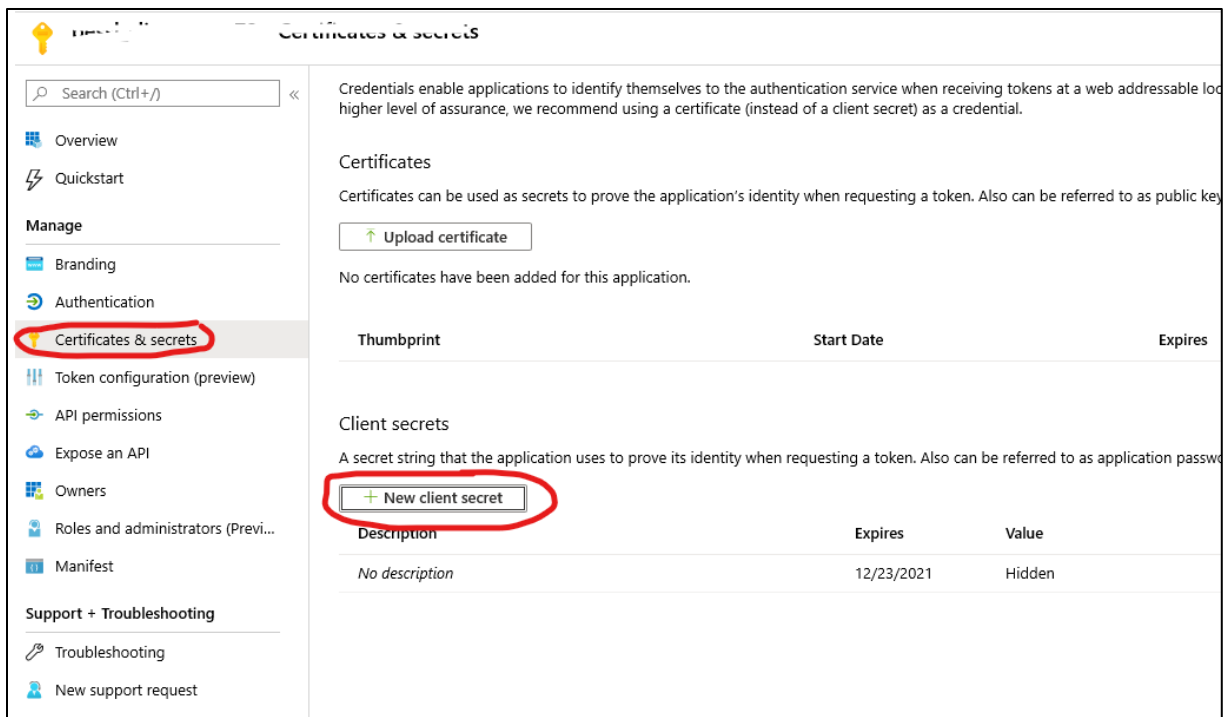 Certificates & secrets
Search (Ctrl+/)
«
Overview
Quickstart
Manage
Branding
Authentication
Certificates & secrets
Token configuration (preview)
API permissions
Expose an API
Owners
Roles and administrators (Previ...
Manifest
Support + Troubleshooting
Troubleshooting
New support request
Credentials enable applications to identify themselves to the authentication service when receiving tokens at a web addressable loc
higher level of assurance, we recommend using a certificate (instead of a client secret) as a credential.
Certificates
Certificates can be used as secrets to prove the application's identity when requesting a token. Also can be referred to as public key
Upload certificate
No certificates have been added for this application.
Thumbprint Start Date Expires
Client secrets
A secret string that the application uses to prove its identity when requesting a token. Also can be referred to as application passwo
New client secret
Description Expires Value
No description 12/23/2021 Hidden